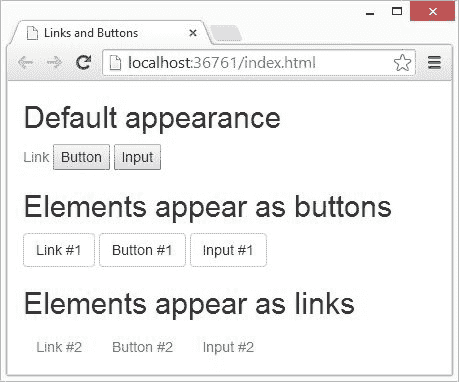 Links and Buttons
localhost:36761/index.html
Default appearance
Link Button Input
Elements appear as buttons
Link #1 Button #1 Input #1
Elements appear as links
Link #2 Button #2 Input #2